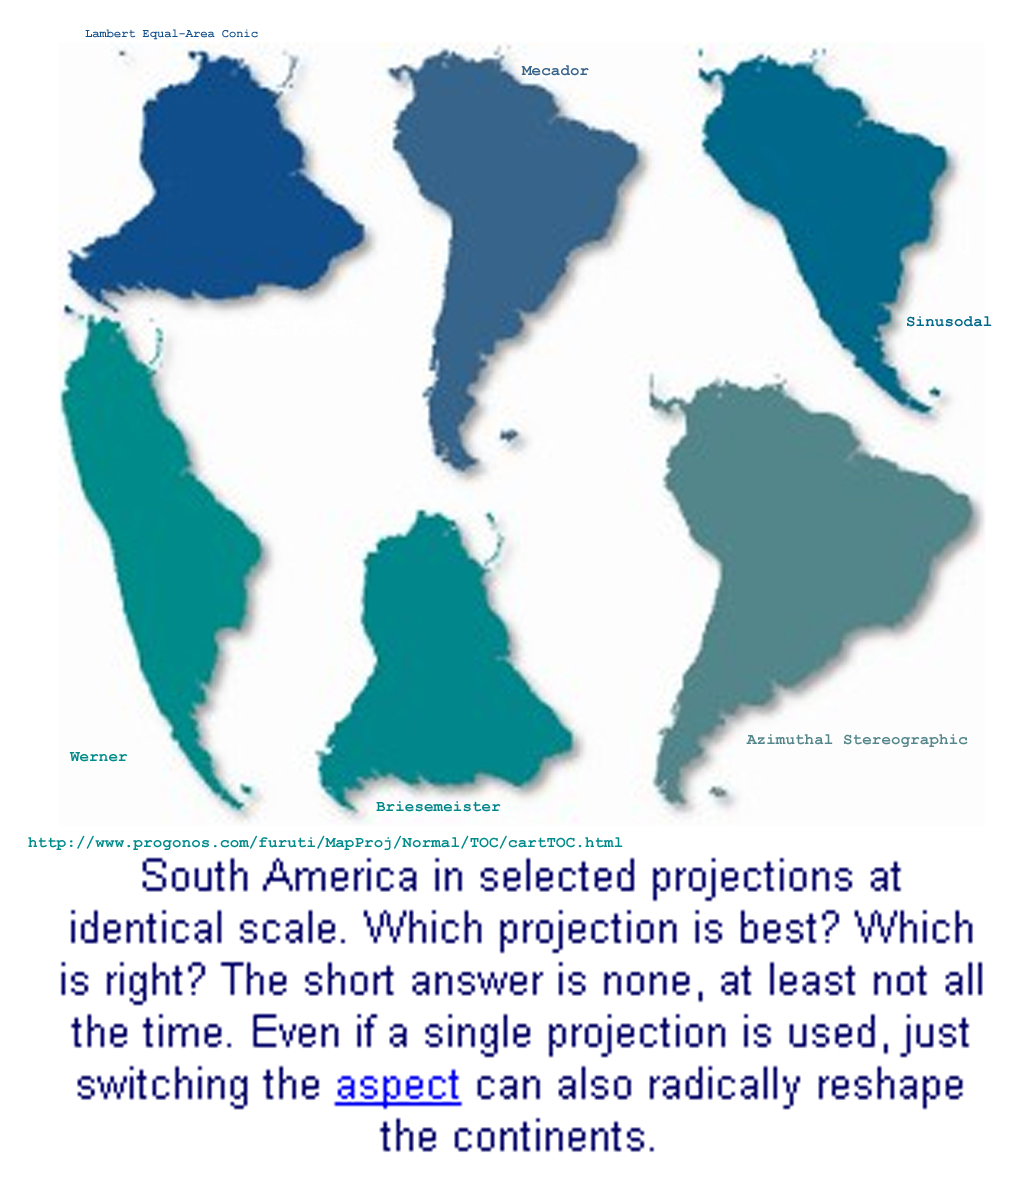 Lambert Equal-Area Conic
Mecador
Sinusodal
Werner
Briesemeister
Azimuthal Stereographic
http://www.progonos.com/furuti/MapProj/Normal/TOC/cartTOC.html
South America in selected projections at
identical scale. Which projection is best? Which
is right? The short answer is none, at least not all
the time. Even if a single projection is used, just
switching the aspect can also radically reshape
the continents.